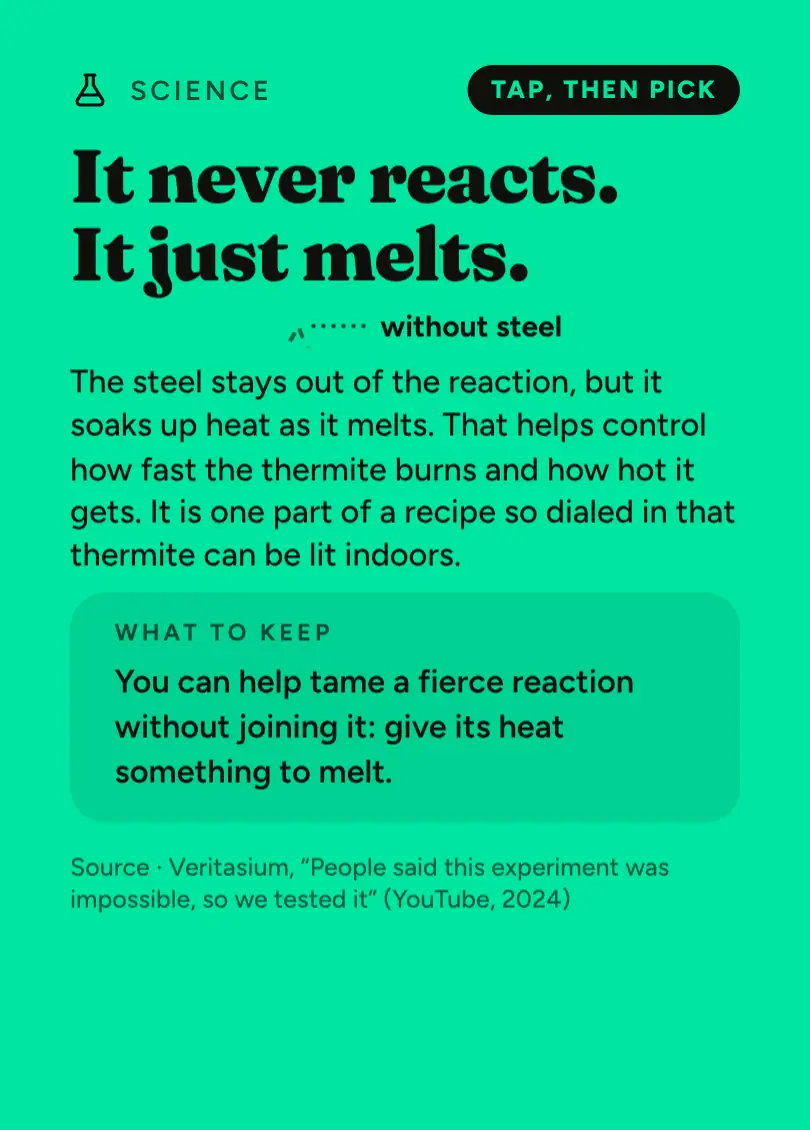 SCIENCE
TAP, THEN PICK
It never reacts.
It just melts.
without steel
The steel stays out of the reaction, but it
soaks up heat as it melts. That helps control
how fast the thermite burns and how hot it
gets. It is one part of a recipe so dialed in that
thermite can be lit indoors.
WHAT TO KEEP
You can help tame a fierce reaction
without joining it: give its heat
something to melt.
Source · Veritasium, “People said this experiment was
impossible, so we tested it” (YouTube, 2024)